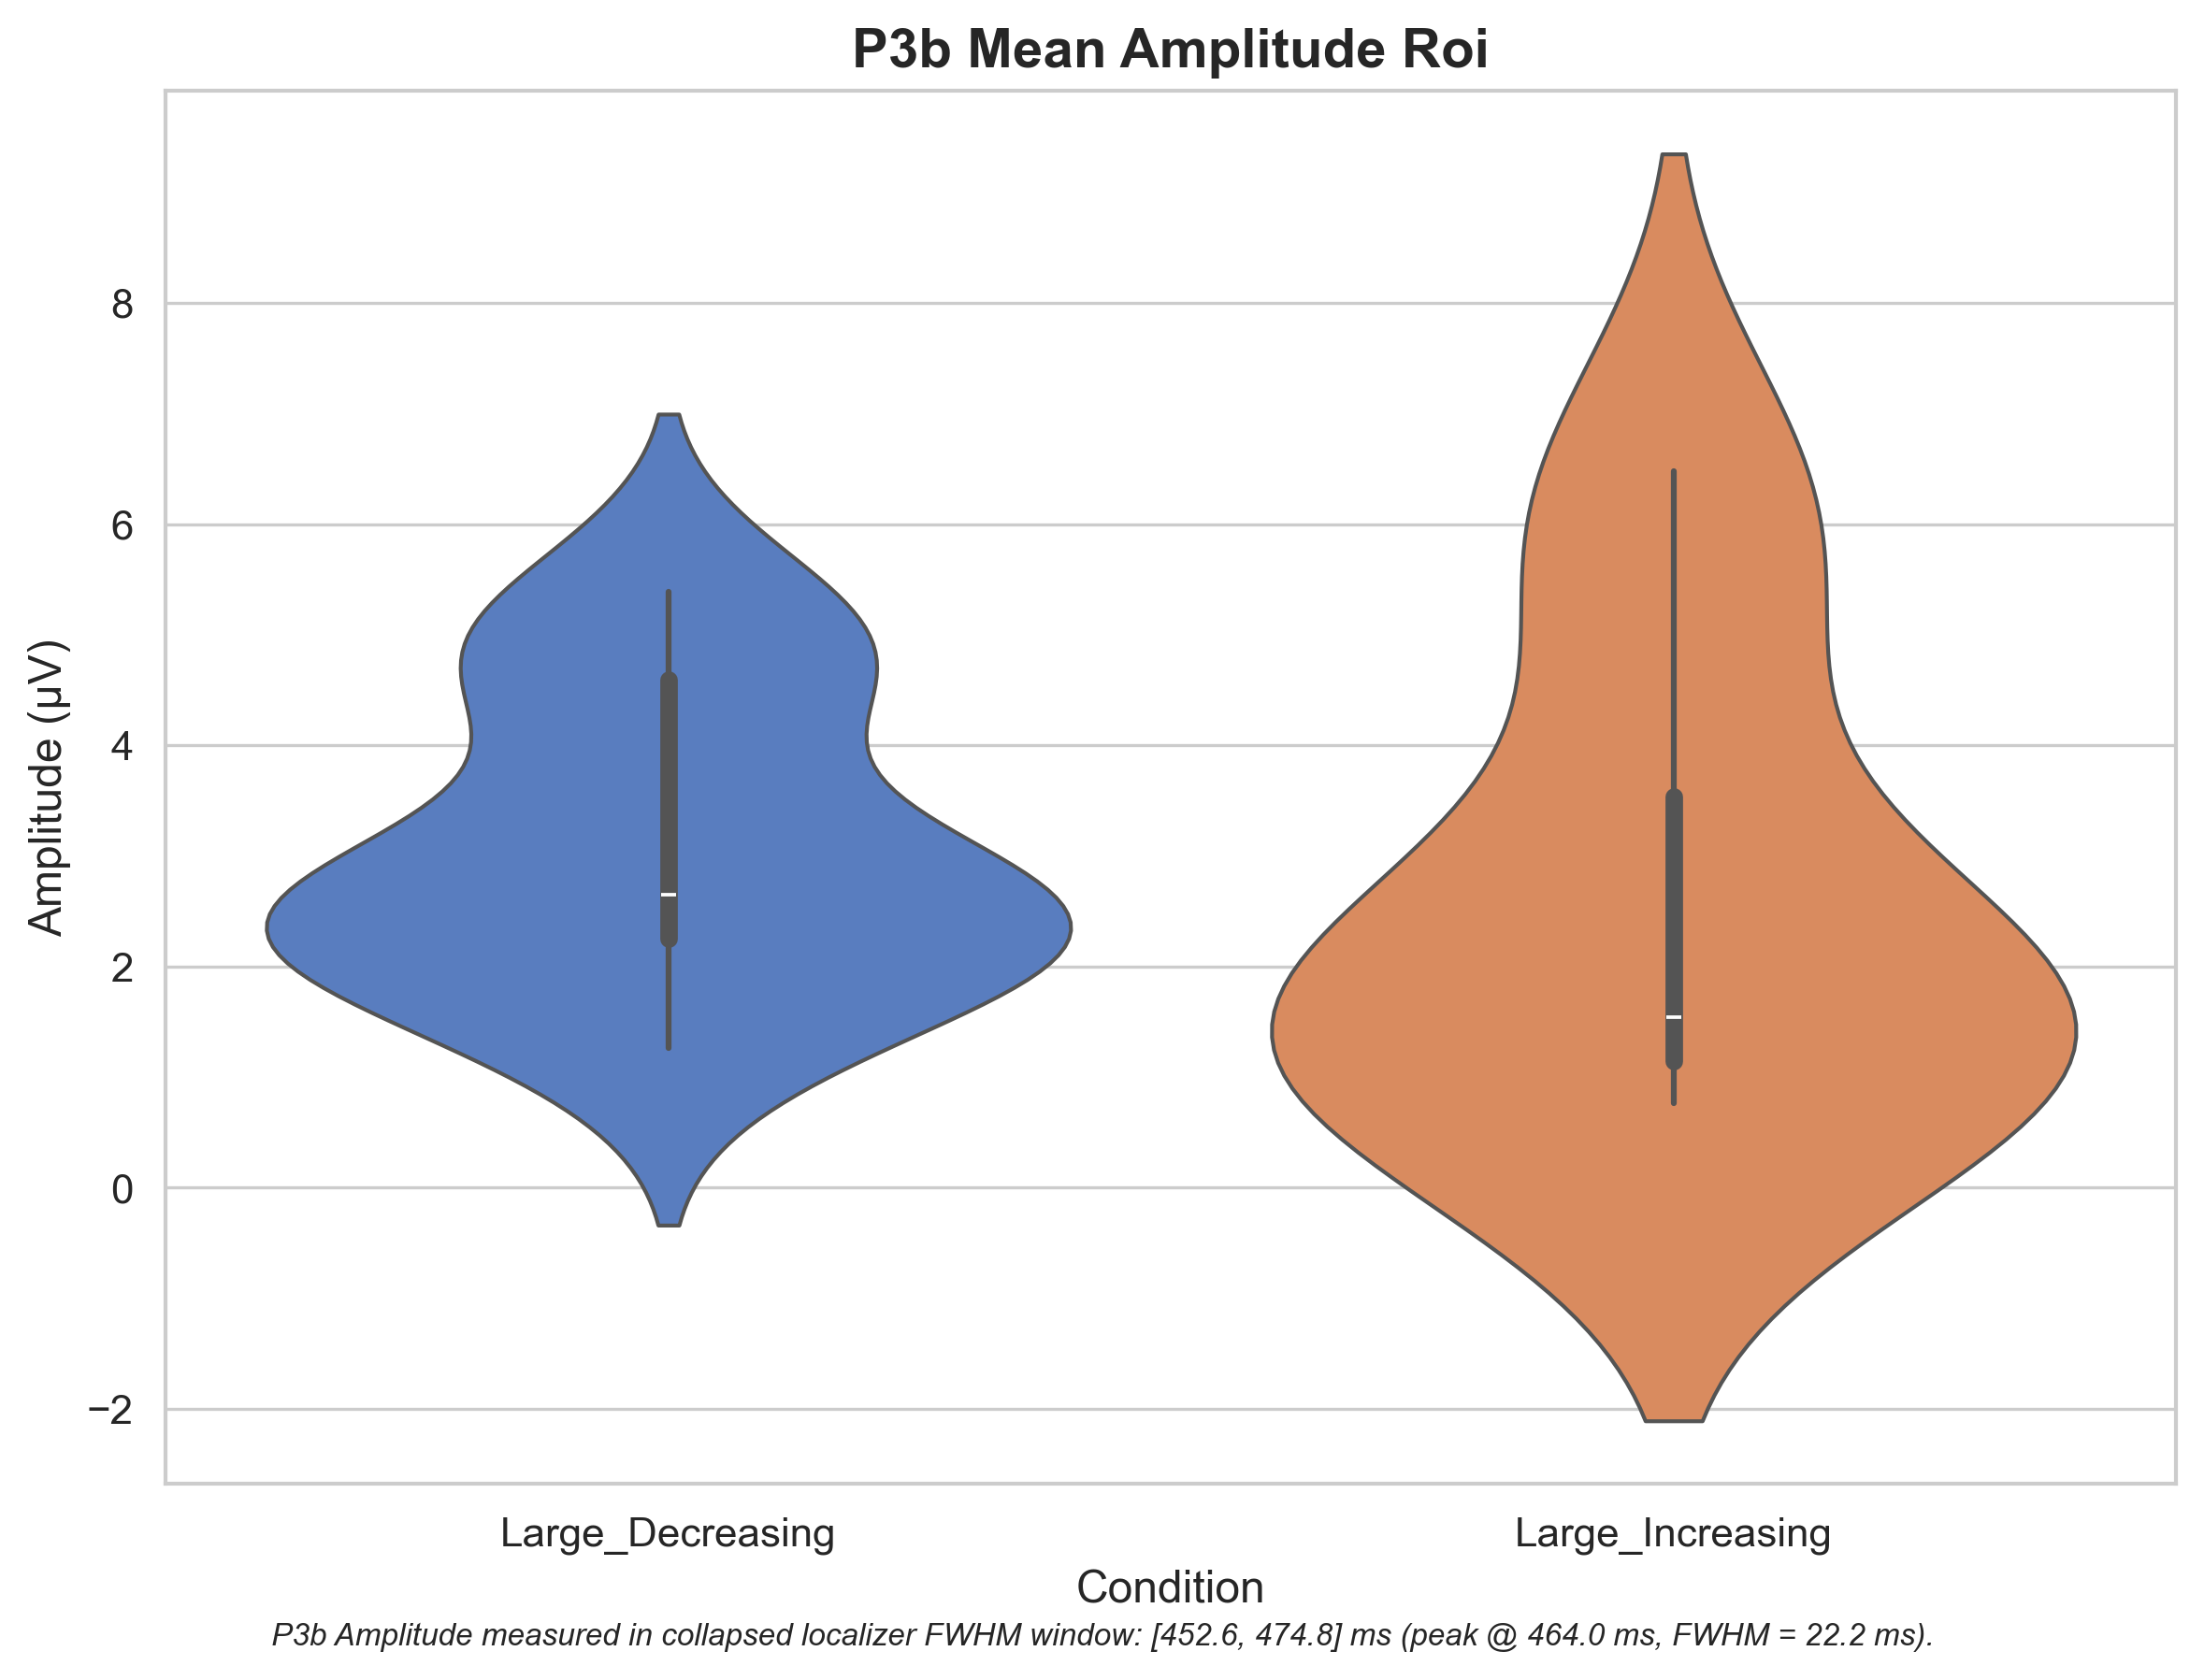 P3b Mean Amplitude Roi
Amplitude (µV)
8
6
4
2
0
−2
Large_Decreasing
Large_Increasing
Condition
P3b Amplitude measured in collapsed localizer FWHM window: [452.6, 474.8] ms (peak @ 464.0 ms, FWHM = 22.2 ms).